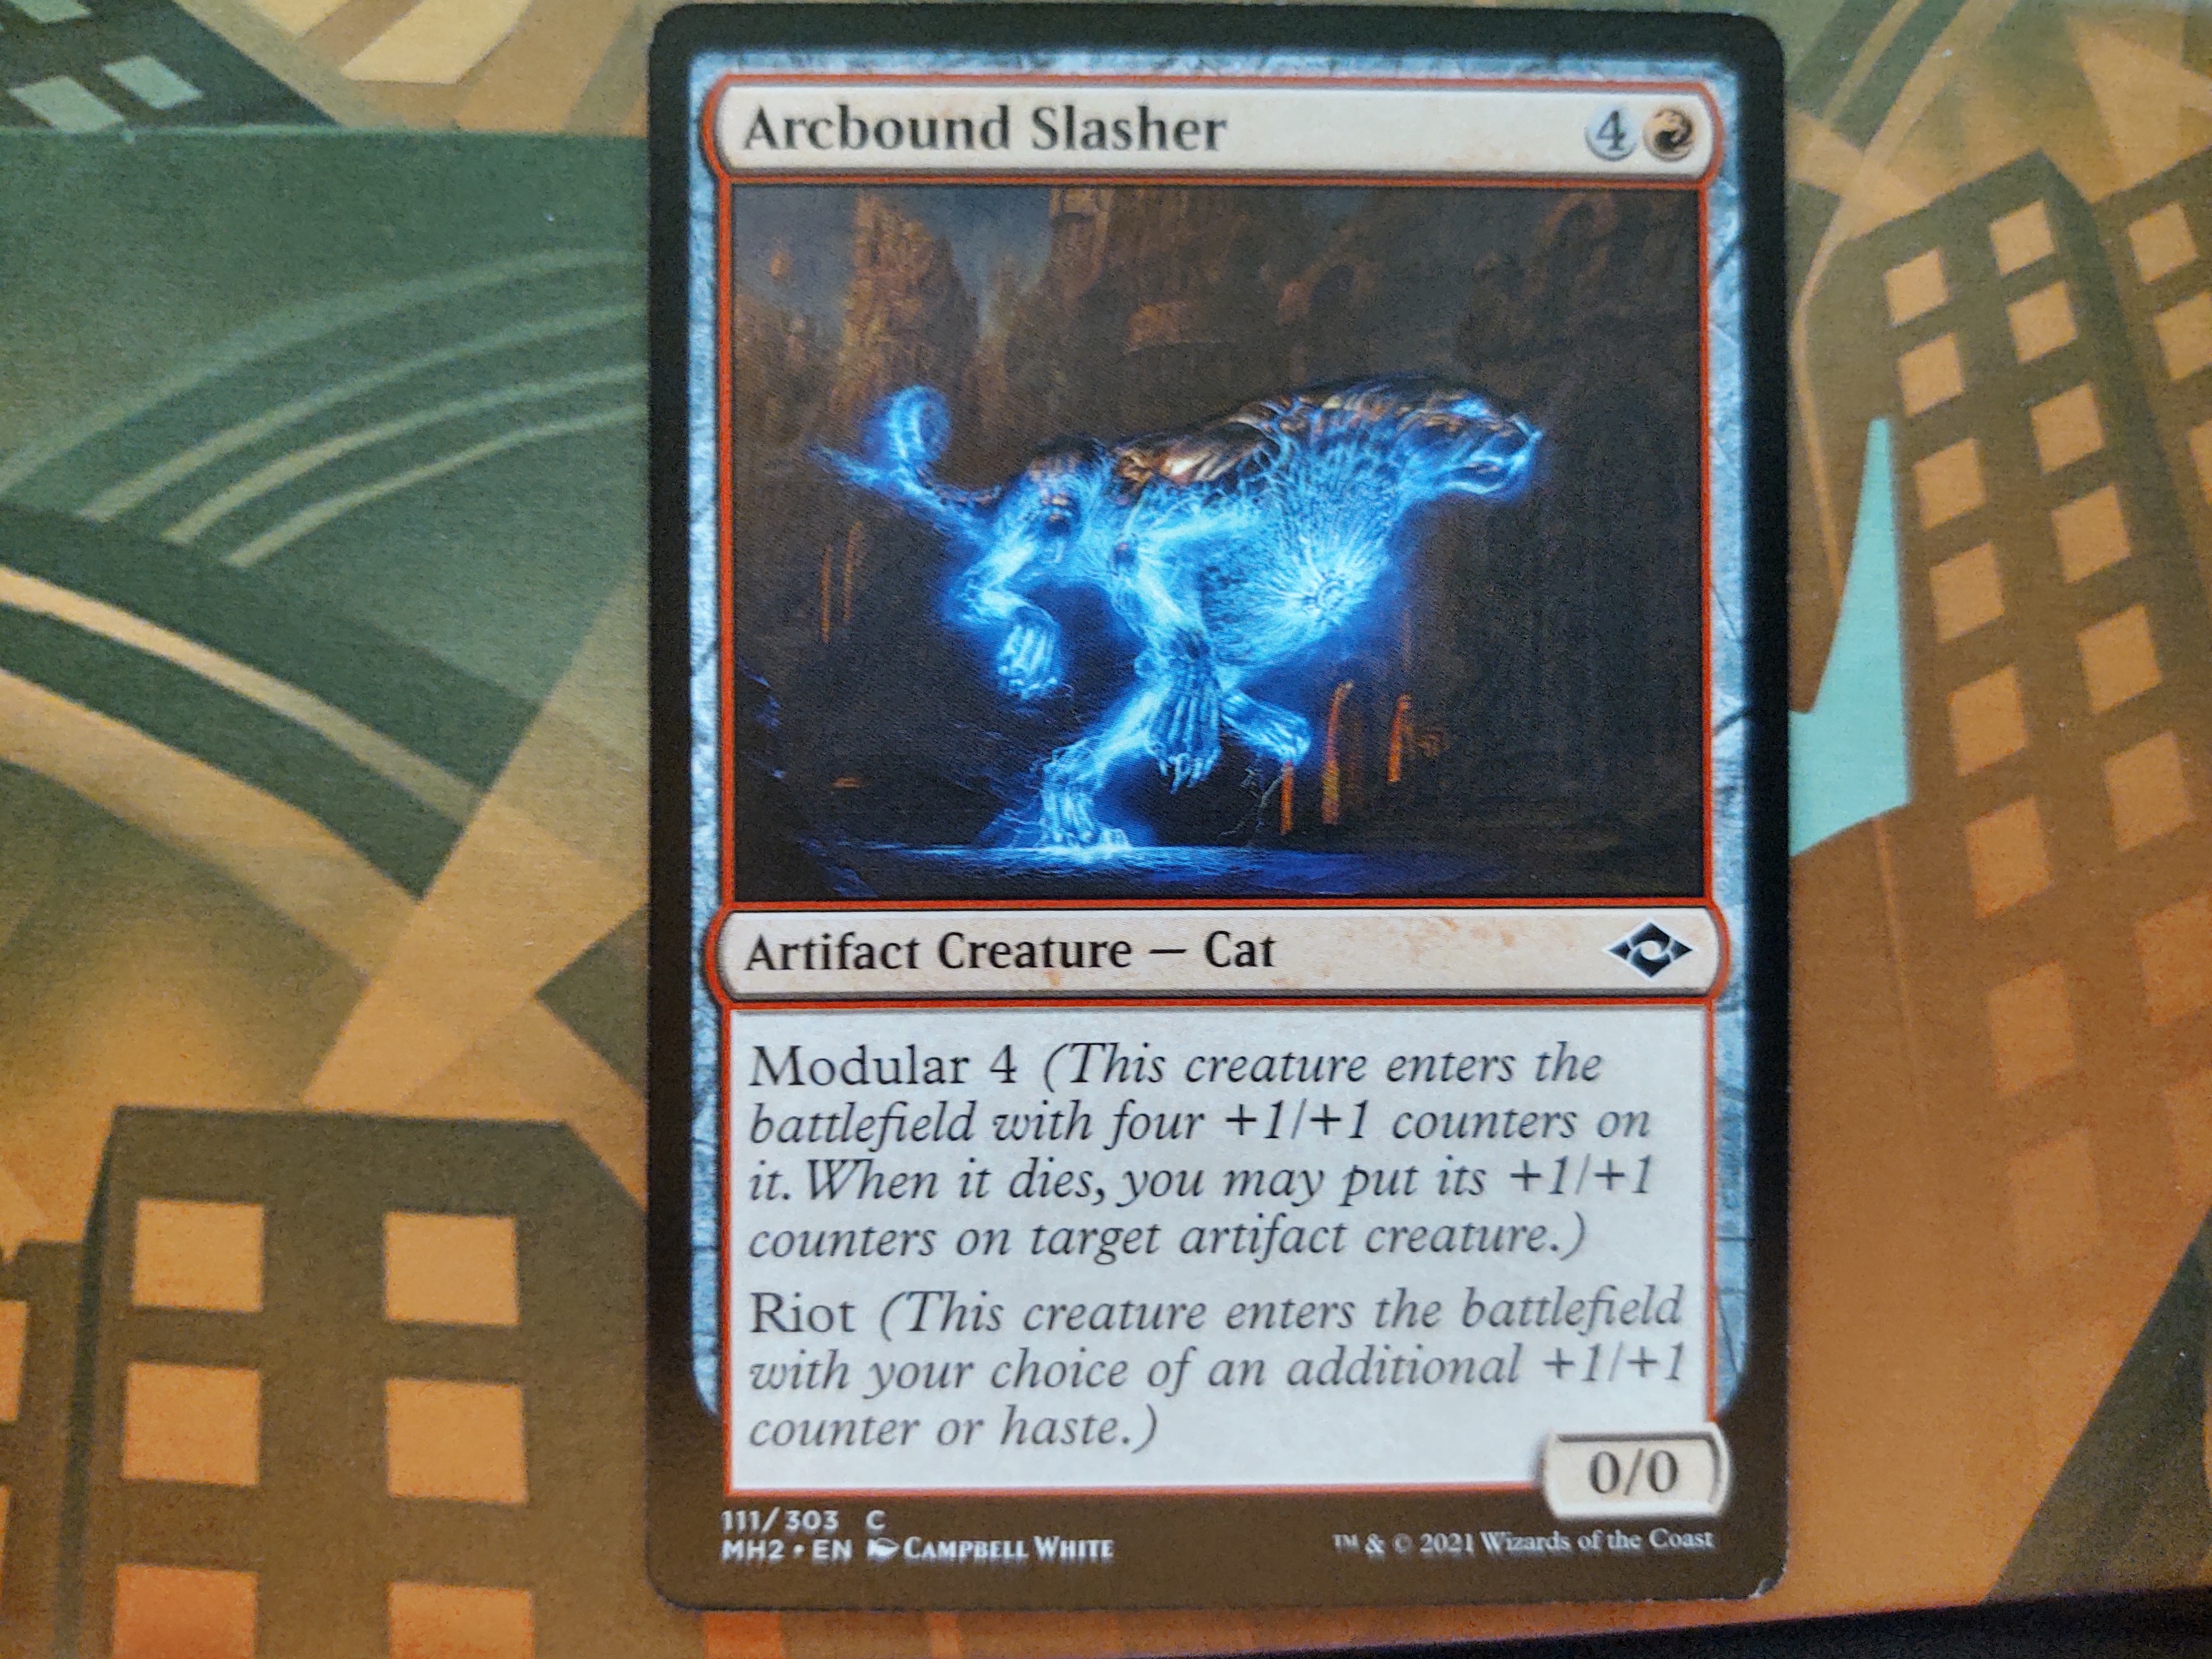 Arcbound Slasher 4
Artifact Creature — Cat
Modular 4 (This creature enters the
battlefield with four +1/+1 counters on
it. When it dies, you may put its +1/+1
counters on target artifact creature.)
Riot (This creature enters the battlefield
with your choice of an additional +1/+1
counter or haste.)
0/0
111/303 C
MH2 • EN CAMPBELL WHITE
™ & © 2021 Wizards of the Coast